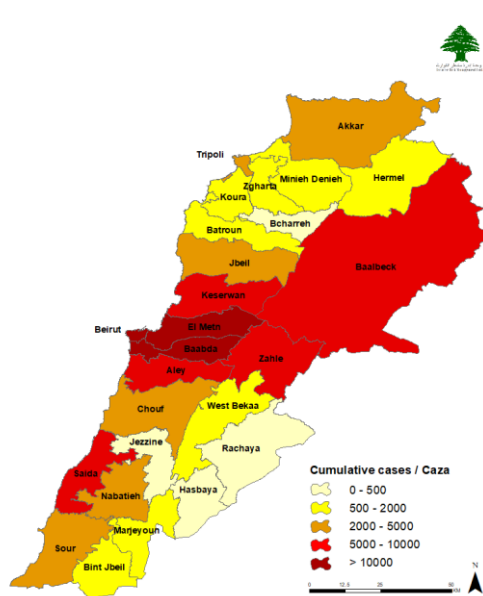 Akkar
Tripoli
Zgharta
Minieh Denieh
Hermel
Koura
Bcharreh
Batroun
Jbeil
Baalbeck
Keserwan
Beirut
El Metn
Baabda
Zahle
Aley
Chouf
West Bekaa
Jezzine
Rachaya
Saida
Hasbaya
Nabatieh
Marjeyoun
Sour
Bint Jbeil
Cumulative cases / Caza
0 - 500
500 - 2000
2000 - 5000
5000 - 10000
> 10000
N
0 12.5 25 50
KM